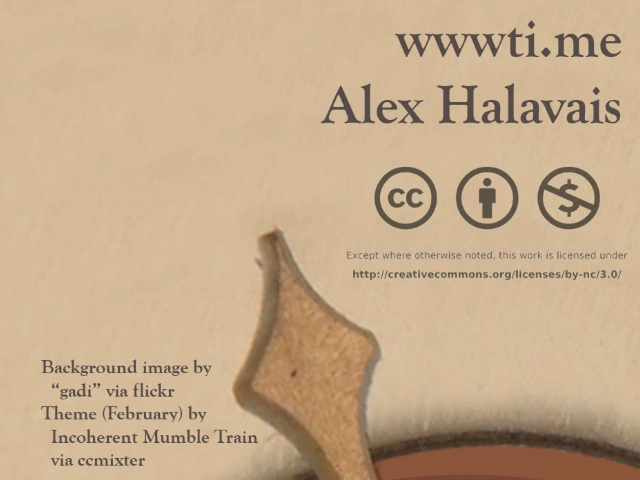 wwwti.me
Alex Halavais
cc
Except where otherwise noted, this work is licensed under
http://creativecommons.org/licenses/by-nc/3.0/
Background image by
“gadi” via flickr
Theme (February) by
Incoherent Mumble Train
via ccmixter